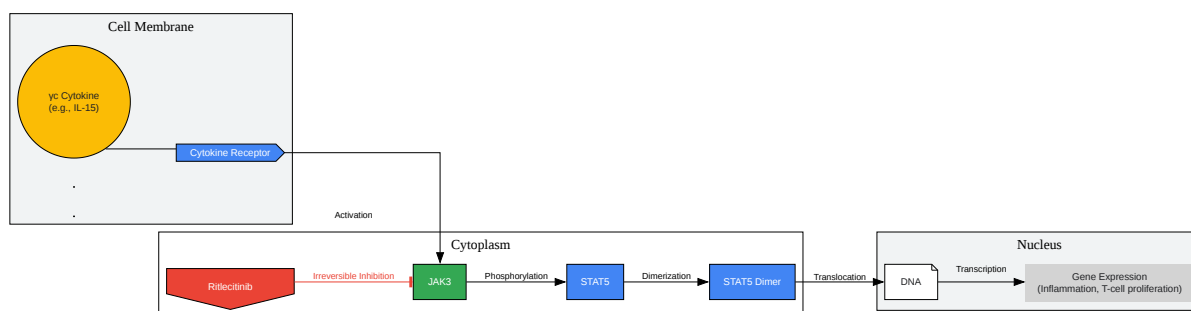 Cell Membrane
γc Cytokine
(e.g., IL-15)
Cytokine Receptor
.
.
Activation
Cytoplasm
Ritlecitinib
Irreversible Inhibition
JAK3
Phosphorylation
STAT5
Dimerization
STAT5 Dimer
Translocation
Nucleus
DNA
Transcription
Gene Expression
(Inflammation, T-cell proliferation)